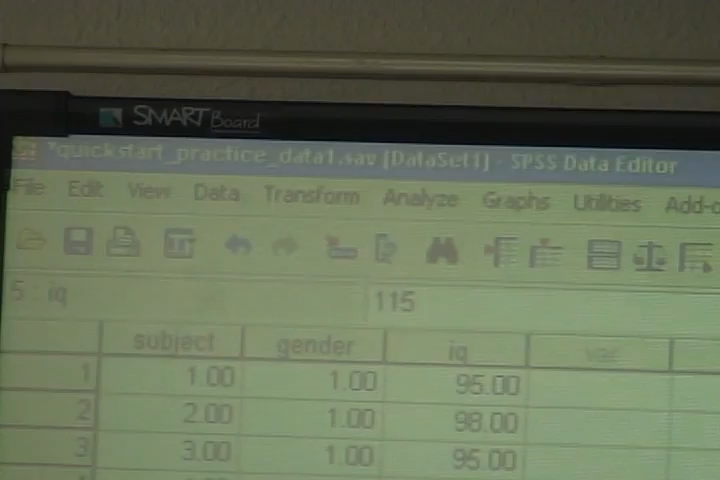 SMART Board
*quickstart_practice_data1.sav [DataSet1] - SPSS Data Editor
File Edit View Data Transform Analyze Graphs Utilities Add-o
5 : iq 115
subject gender iq var
1 1.00 1.00 95.00
2 2.00 1.00 98.00
3 3.00 1.00 95.00